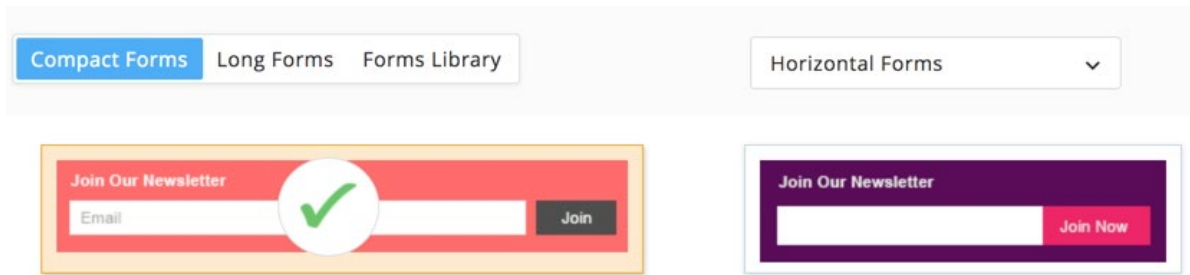 Compact Forms Long Forms Forms Library
Horizontal Forms
Join Our Newsletter
Email
Join
Join Our Newsletter
Join Now